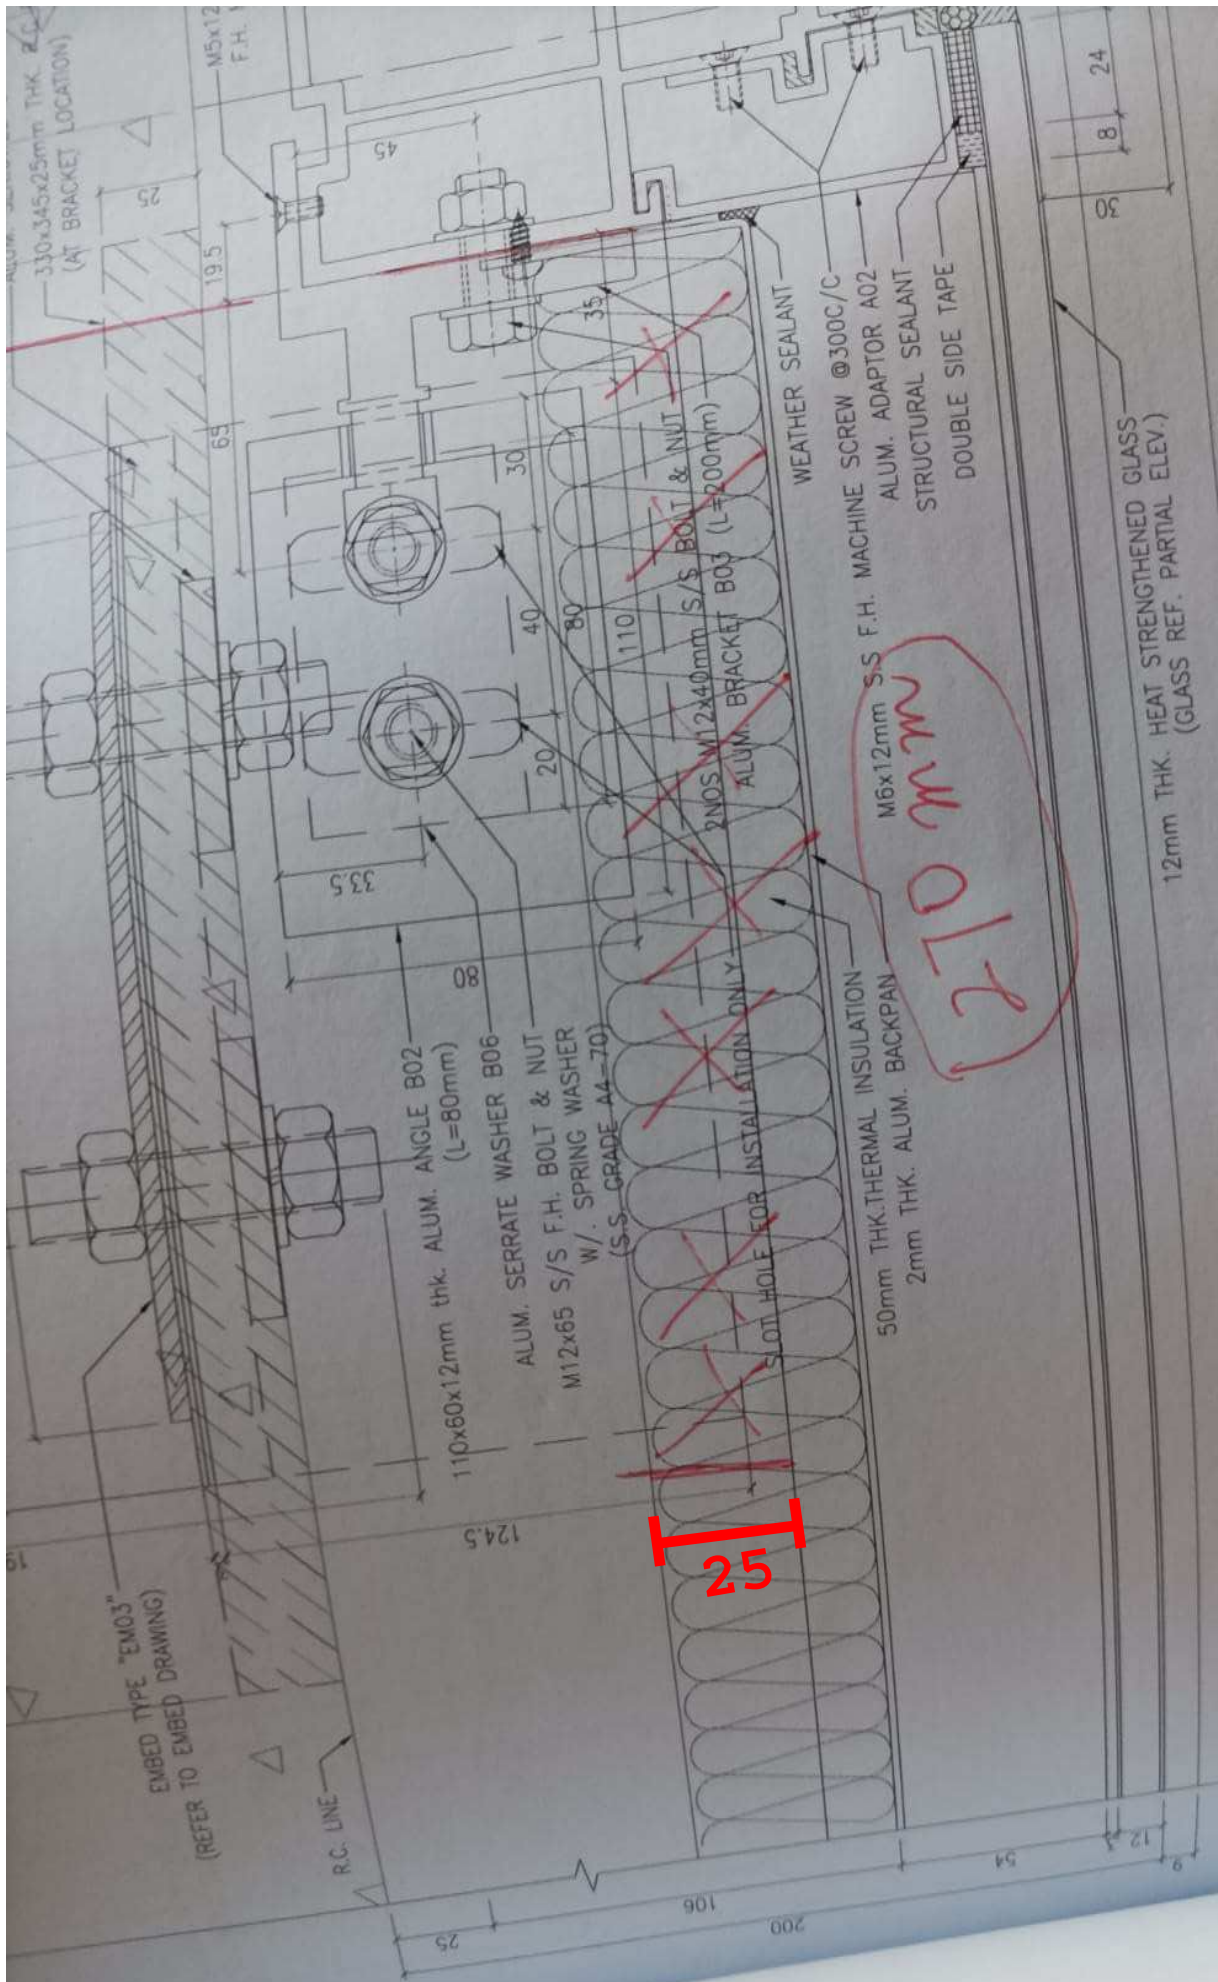 330x345x25mm THK. R.C.
(AT BRACKET LOCATION)
M5x12
F.H.
25
19.5
65
45
35
30
40
80
110
20
33.5
80
110x60x12mm thk. ALUM. ANGLE B02
(L=80mm)
ALUM. SERRATE WASHER B06
M12x65 S/S F.H. BOLT & NUT
W/. SPRING WASHER
(S.S. GRADE A4-70)
2NOS M12x40mm S/S BOLT & NUT
ALUM. BRACKET B03 (L=200mm)
SLOT HOLE FOR INSTALLATION ONLY
50mm THK.THERMAL INSULATION
2mm THK. ALUM. BACKPAN
WEATHER SEALANT
M6x12mm S.S F.H. MACHINE SCREW @300C/C
ALUM. ADAPTOR A02
STRUCTURAL SEALANT
DOUBLE SIDE TAPE
270 mm
24
8
30
12mm THK. HEAT STRENGTHENED GLASS
(GLASS REF. PARTIAL ELEV.)
EMBED TYPE "EM03"
(REFER TO EMBED DRAWING)
R.C. LINE
19
124.5
25
25
106
200
54
12
9